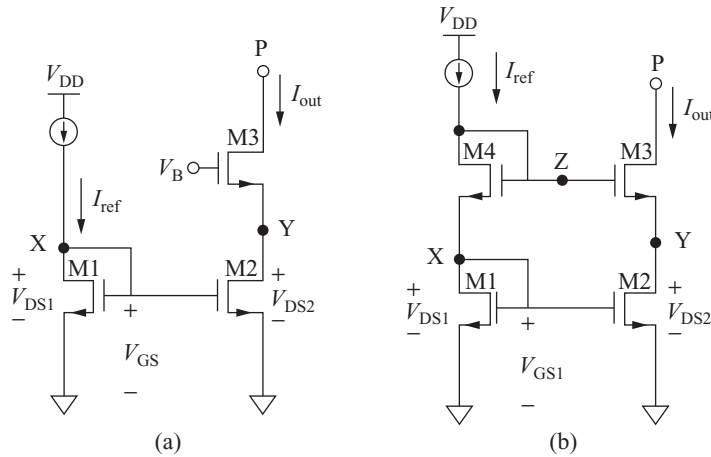 V_DD
P
I_out
M3
V_B
I_ref
X
Y
M1
M2
+
V_DS1
−
+
V_GS
−
+
V_DS2
−
(a)
V_DD
P
I_ref
I_out
M4
Z
M3
X
Y
M1
M2
+
V_DS1
−
+
V_GS1
−
+
V_DS2
−
(b)